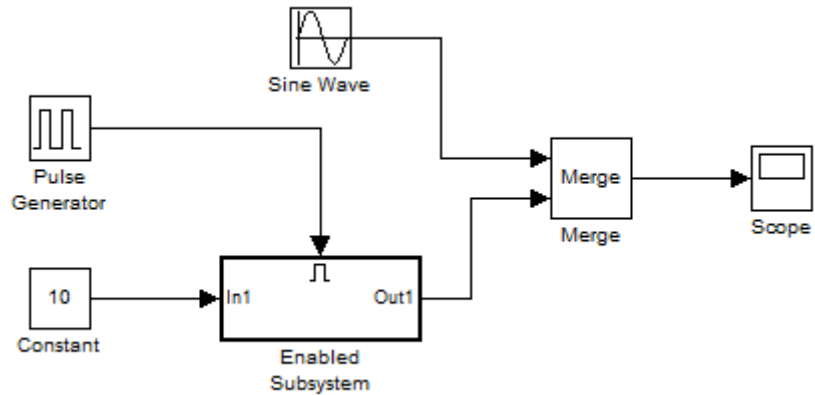 Sine Wave
Pulse
Generator
Merge
Merge
Scope
10
Constant
In1
Out1
Enabled
Subsystem